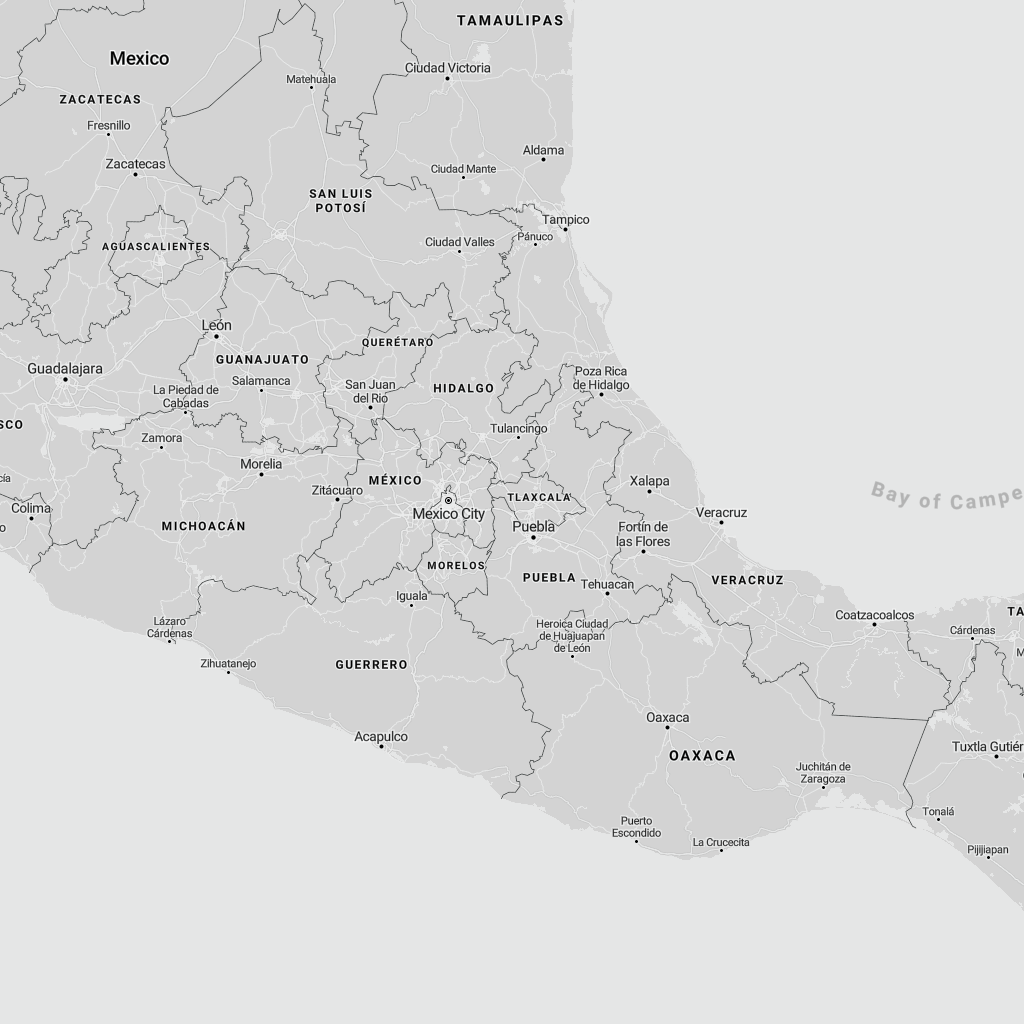 TAMAULIPAS
Mexico
Ciudad Victoria
Matehuala
ZACATECAS
Fresnillo
Aldama
Zacatecas
Ciudad Mante
SAN LUIS
POTOSÍ
Tampico
Pánuco
Ciudad Valles
AGUASCALIENTES
León
QUERÉTARO
GUANAJUATO
Guadalajara
Poza Rica
de Hidalgo
Salamanca
San Juan
del Rio
HIDALGO
La Piedad de
Cabadas
SCO
Tulancingo
Zamora
Morelia
cía
MÉXICO
Xalapa
Zitácuaro
TLAXCALA
Bay of Campe
Colima
Mexico City
Veracruz
o
MICHOACÁN
Puebla
Fortín de
las Flores
MORELOS
PUEBLA
Tehuacan
VERACRUZ
Iguala
TA
Coatzacoalcos
Lázaro
Cárdenas
Heroica Ciudad
de Huajuapan
de León
Cárdenas
M
Zihuatanejo
GUERRERO
Oaxaca
Acapulco
Tuxtla Gutiér
OAXACA
Juchitán de
Zaragoza
Tonalá
Puerto
Escondido
La Crucecita
Pijijiapan